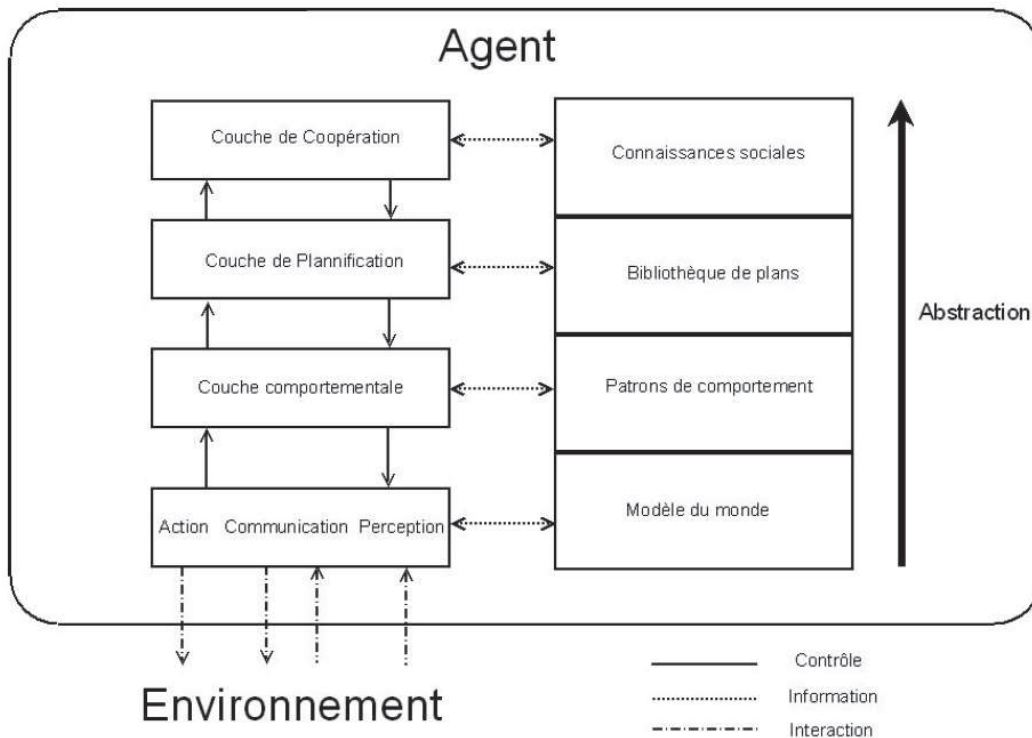 Agent
Couche de Coopération
Connaissances sociales
Couche de Plannification
Bibliothèque de plans
Abstraction
Couche comportementale
Patrons de comportement
Action Communication Perception
Modèle du monde
Environnement
Contrôle
Information
Interaction